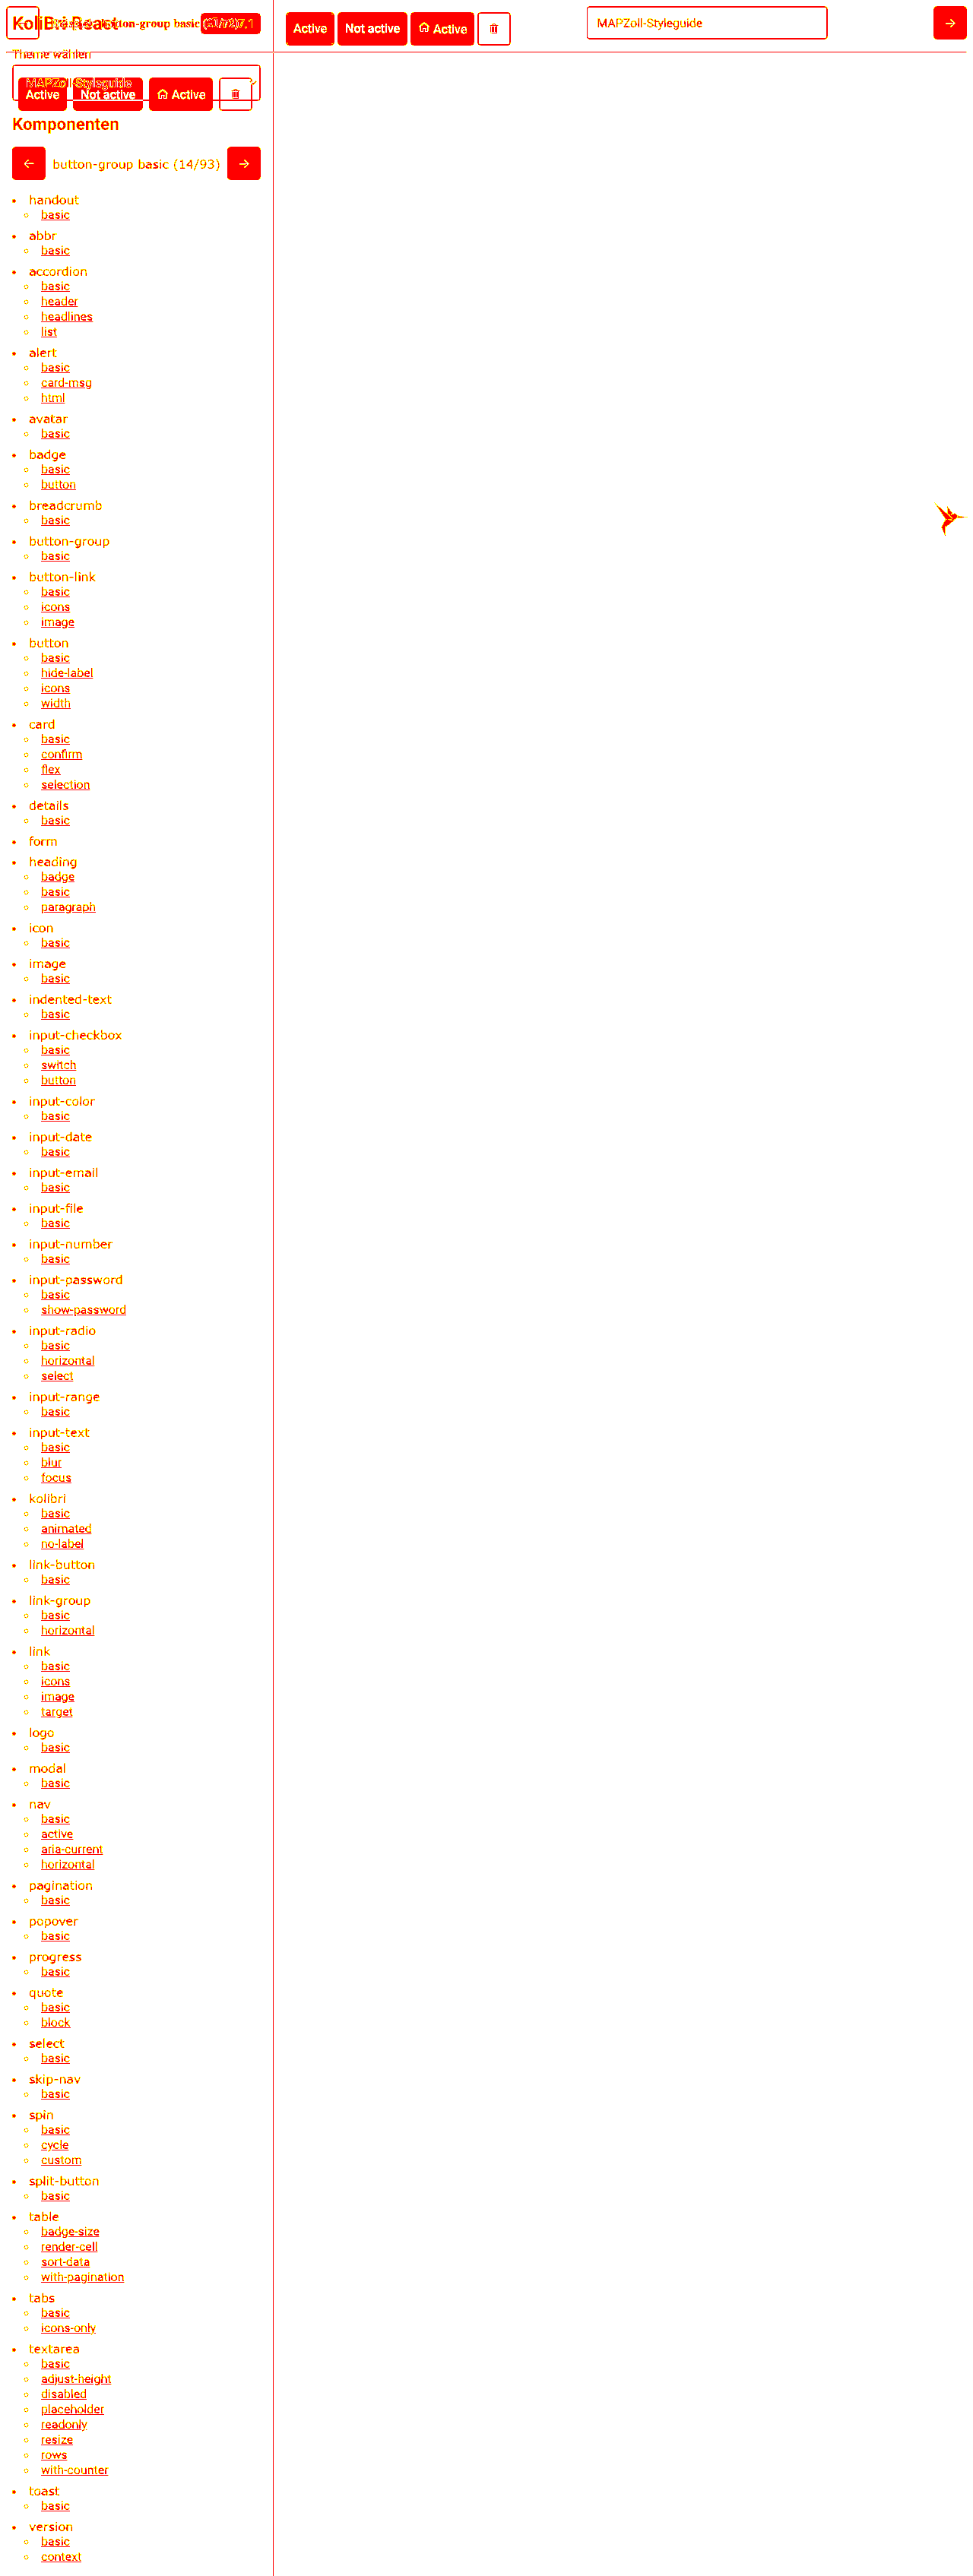 KoliBri React
button-group basic
Active Not active Active
MAPZoll-Styleguide
Theme wählen
MAPZoll-Styleguide
Active Not active Active
Komponenten
button-group basic (14/93)
handout
basic
abbr
basic
accordion
basic
header
headlines
list
alert
basic
card-msg
html
avatar
basic
badge
basic
button
breadcrumb
basic
button-group
basic
button-link
basic
icons
image
button
basic
hide-label
icons
width
card
basic
confirm
flex
selection
details
basic
form
heading
badge
basic
paragraph
icon
basic
image
basic
indented-text
basic
input-checkbox
basic
switch
button
input-color
basic
input-date
basic
input-email
basic
input-file
basic
input-number
basic
input-password
basic
show-password
input-radio
basic
horizontal
select
input-range
basic
input-text
basic
blur
focus
kolibri
basic
animated
no-label
link-button
basic
link-group
basic
horizontal
link
basic
icons
image
target
logo
basic
modal
basic
nav
basic
active
aria-current
horizontal
pagination
basic
popover
basic
progress
basic
quote
basic
block
select
basic
skip-nav
basic
spin
basic
cycle
custom
split-button
basic
table
badge-size
render-cell
sort-data
with-pagination
tabs
basic
icons-only
textarea
basic
adjust-height
disabled
placeholder
readonly
resize
rows
with-counter
toast
basic
version
basic
context